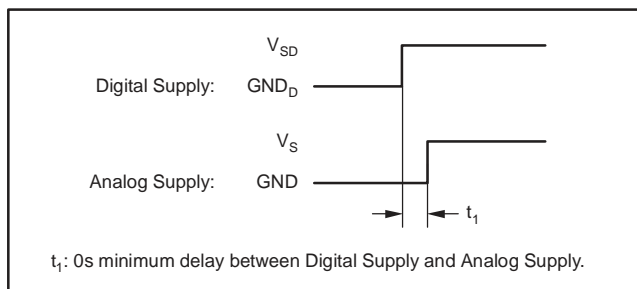 V_SD
Digital Supply: GND_D
V_S
Analog Supply: GND
t_1
t_1: 0s minimum delay between Digital Supply and Analog Supply.